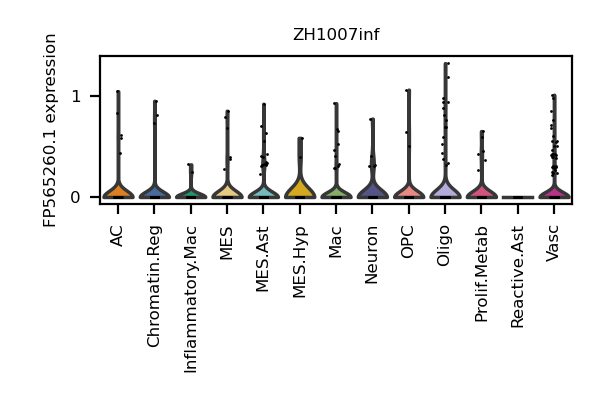 ZH1007inf
FP565260.1 expression
1
0
AC
Chromatin.Reg
Inflammatory.Mac
MES
MES.Ast
MES.Hyp
Mac
Neuron
OPC
Oligo
Prolif.Metab
Reactive.Ast
Vasc